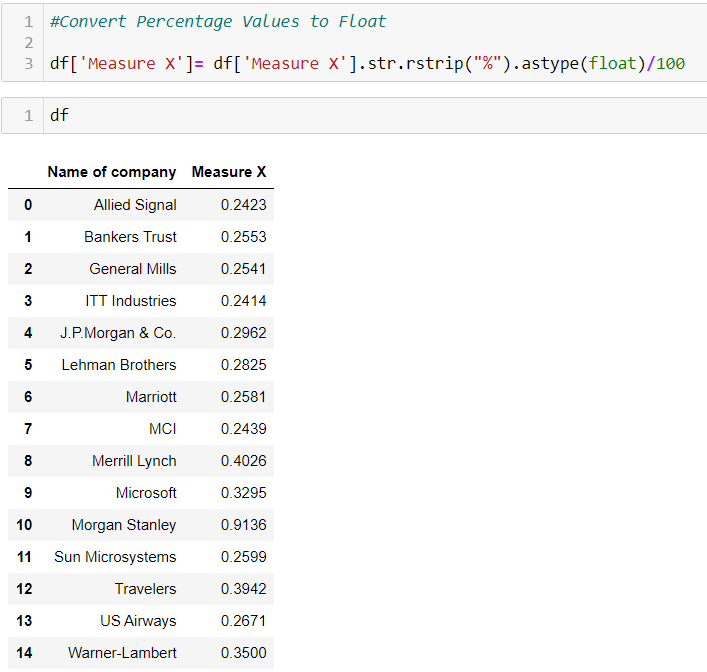 1 #Convert Percentage Values to Float
2
3 df['Measure X']= df['Measure X'].str.rstrip("%").astype(float)/100
1 df
Name of company Measure X
0 Allied Signal 0.2423
1 Bankers Trust 0.2553
2 General Mills 0.2541
3 ITT Industries 0.2414
4 J.P.Morgan & Co. 0.2962
5 Lehman Brothers 0.2825
6 Marriott 0.2581
7 MCI 0.2439
8 Merrill Lynch 0.4026
9 Microsoft 0.3295
10 Morgan Stanley 0.9136
11 Sun Microsystems 0.2599
12 Travelers 0.3942
13 US Airways 0.2671
14 Warner-Lambert 0.3500